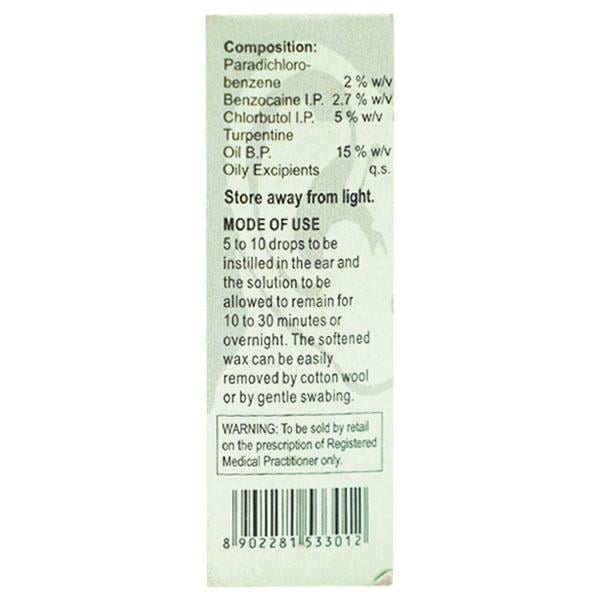 Composition:
Paradichloro-
benzene 2 % w/v
Benzocaine I.P. 2.7 % w/v
Chlorbutol I.P. 5 % w/v
Turpentine
Oil B.P. 15 % w/v
Oily Excipients q.s.
Store away from light.
MODE OF USE
5 to 10 drops to be
instilled in the ear and
the solution to be
allowed to remain for
10 to 30 minutes or
overnight. The softened
wax can be easily
removed by cotton wool
or by gentle swabing.
WARNING: To be sold by retail
on the prescription of Registered
Medical Practitioner only.
8 902281 533012